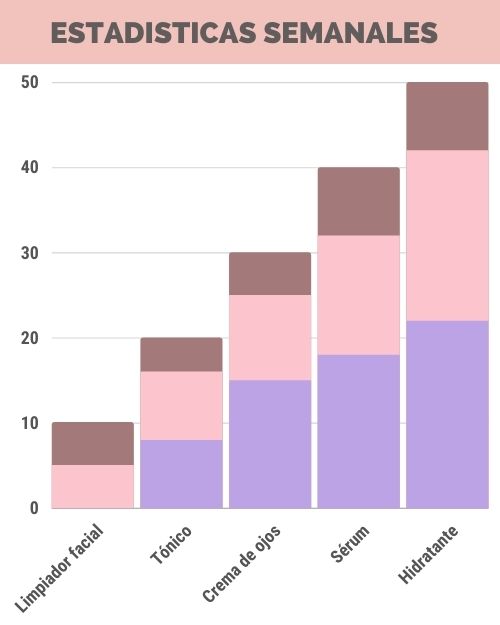 ESTADISTICAS SEMANALES
50
40
30
20
10
0
Limpiador facial
Tónico
Crema de ojos
Sérum
Hidratante